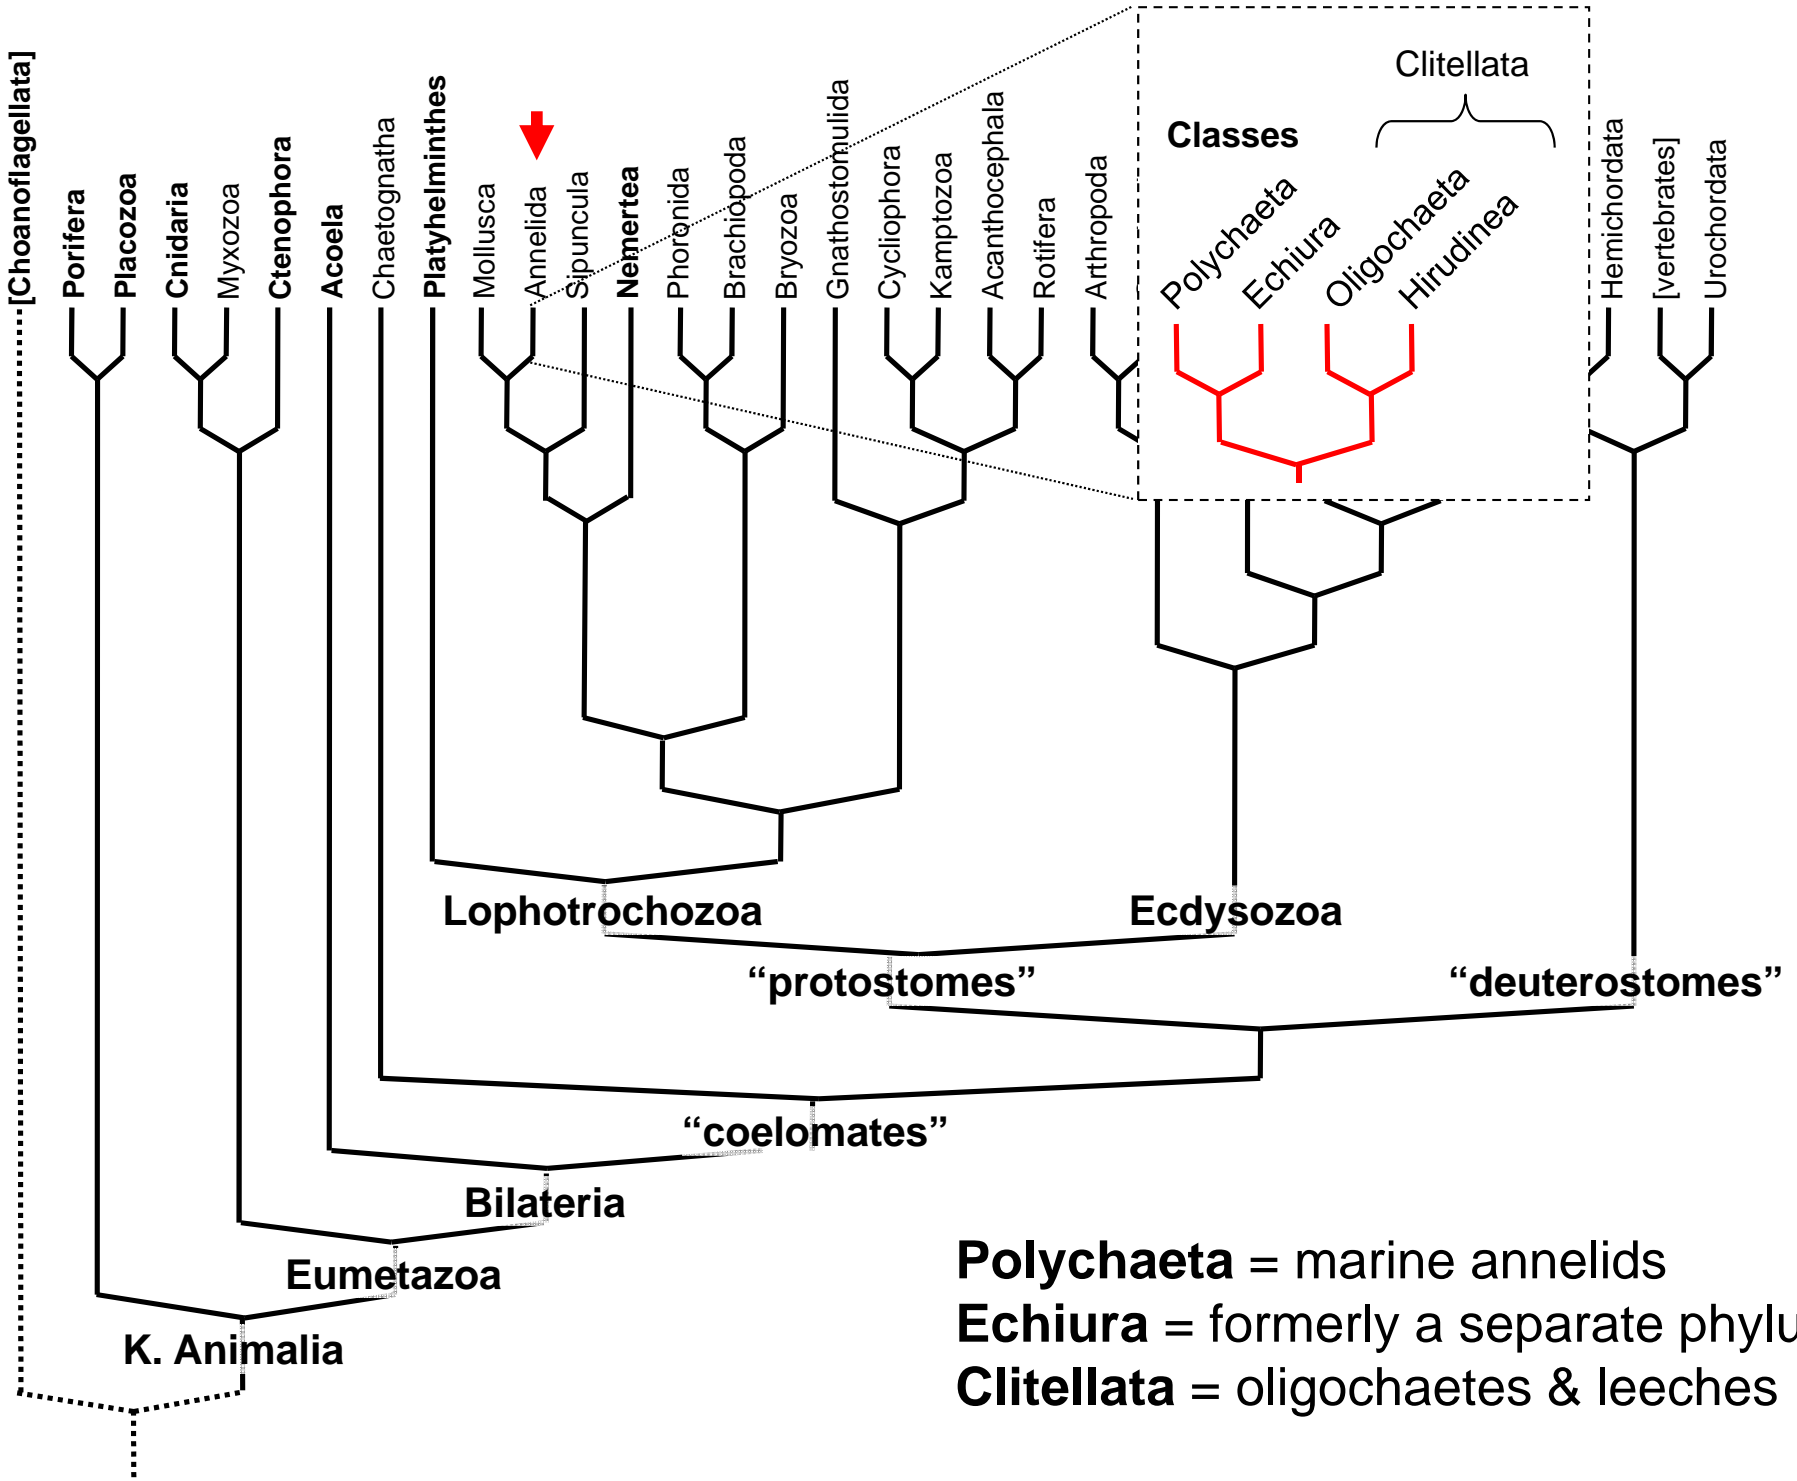 Clitellata
Classes
Polychaeta
Echiura
Oligochaeta
Hirudinea
[Choanoflagellata]
Porifera
Placozoa
Cnidaria
Myxozoa
Ctenophora
Acoela
Chaetognatha
Platyhelminthes
Mollusca
Annelida
Sipuncula
Nemertea
Phoronida
Brachiopoda
Bryozoa
Gnathostomulida
Cycliophora
Kamptozoa
Acanthocephala
Rotifera
Arthropoda
Hemichordata
[vertebrates]
Urochordata
Lophotrochozoa
Ecdysozoa
“protostomes”
“deuterostomes”
“coelomates”
Bilateria
Eumetazoa
K. Animalia
Polychaeta = marine annelids
Echiura = formerly a separate phylu
Clitellata = oligochaetes & leeches